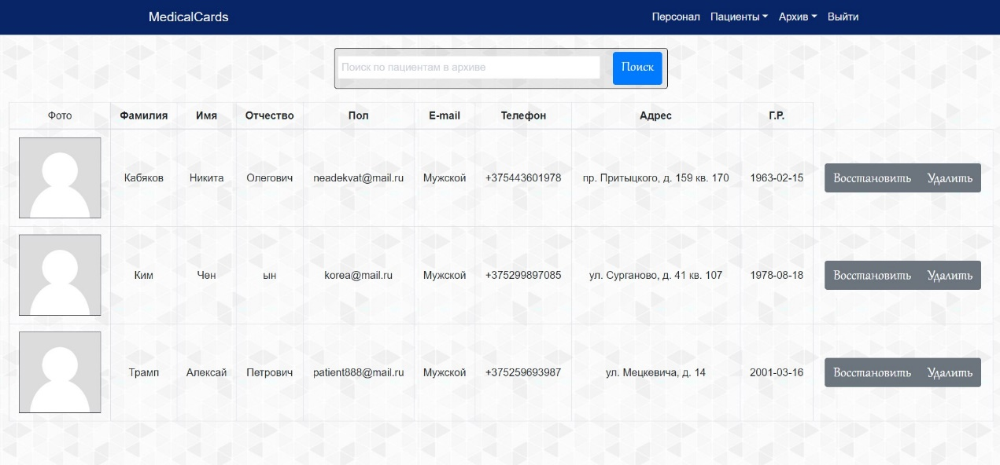 MedicalCards Персонал Пациенты Архив Выйти
Поиск по пациентам в архиве Поиск
Фото Фамилия Имя Отчество Пол E-mail Телефон Адрес Г.Р.
Кабяков Никита Олегович neadekvat@mail.ru Мужской +375443601978 пр. Притыцкого, д. 159 кв. 170 1963-02-15 Восстановить Удалить
Ким Чен ын korea@mail.ru Мужской +375299897085 ул. Сурганово, д. 41 кв. 107 1978-08-18 Восстановить Удалить
Трамп Алексай Петрович patient888@mail.ru Мужской +375259693987 ул. Мецкевича, д. 14 2001-03-16 Восстановить Удалить